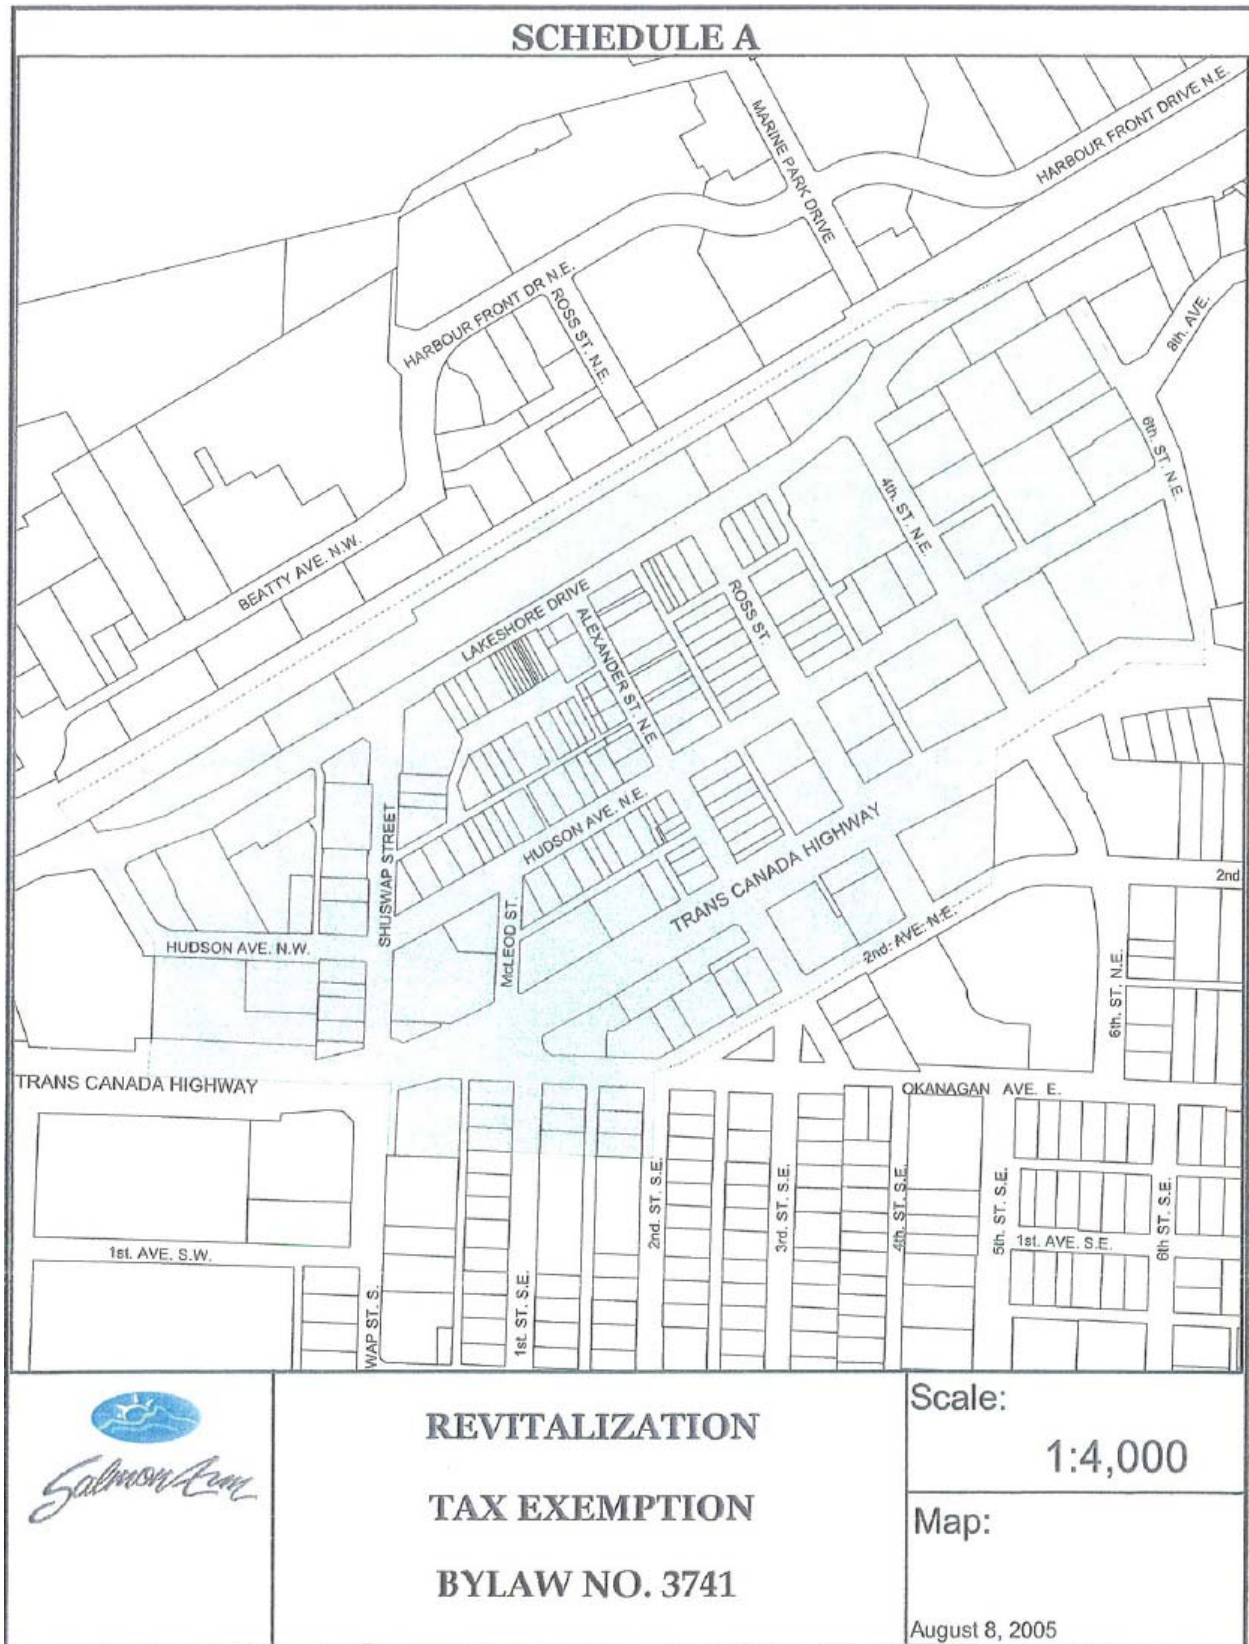 SCHEDULE A
MARINE PARK DRIVE
HARBOUR FRONT DRIVE N.E.
HARBOUR FRONT DR N.E.
ROSS ST. N.E.
8th. AVE.
6th. ST. N.E.
4th. ST. N.E.
BEATTY AVE. N.W.
LAKESHORE DRIVE
ALEXANDER ST. N.E.
ROSS ST.
SHUSWAP STREET
HUDSON AVE. N.E.
TRANS CANADA HIGHWAY
2nd
McLEOD ST.
HUDSON AVE. N.W.
2nd. AVE. N.E.
6th. ST. N.E.
TRANS CANADA HIGHWAY
OKANAGAN AVE. E.
2nd. ST. S.E.
3rd. ST. S.E.
4th. ST. S.E.
5th. ST. S.E.
6th ST. S.E.
1st. AVE. S.W.
1st. AVE. S.E.
WAP ST. S.
1st. ST. S.E.
Salmon Arm
REVITALIZATION
TAX EXEMPTION
BYLAW NO. 3741
Scale:
1:4,000
Map:
August 8, 2005